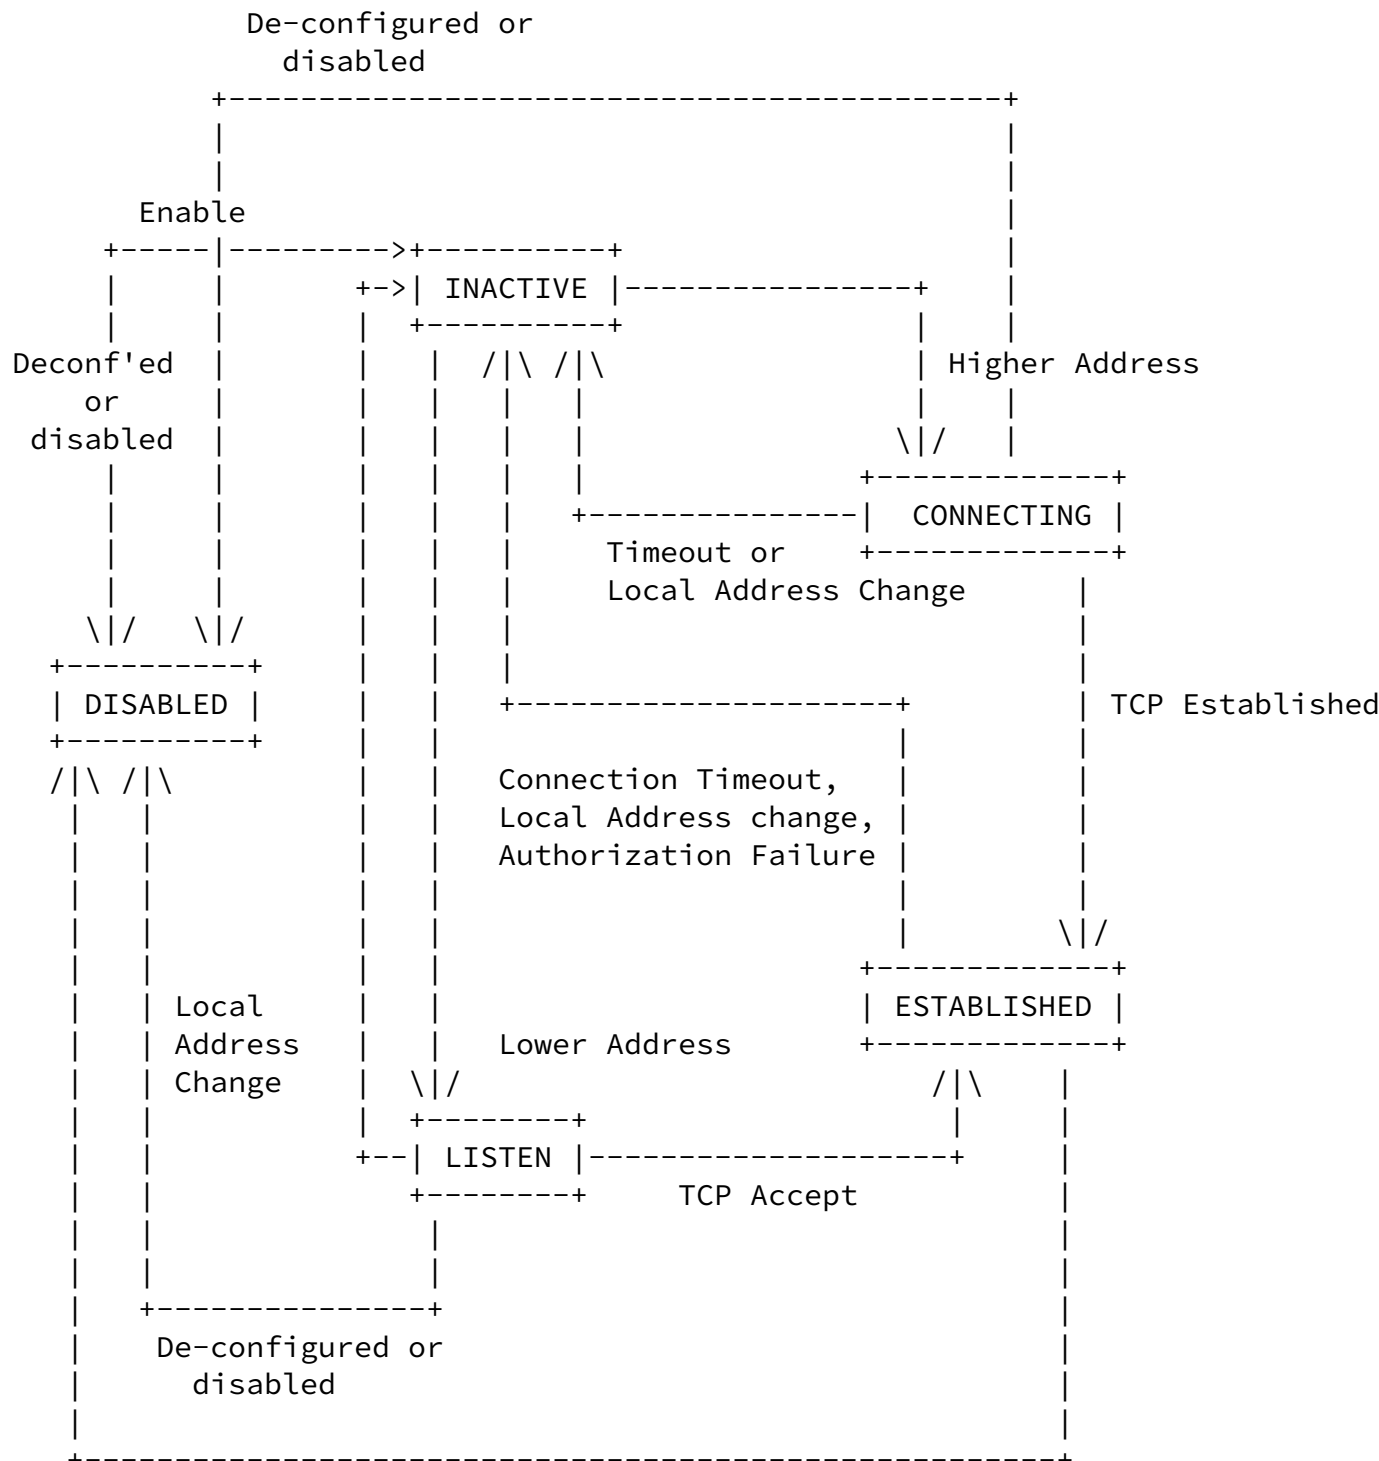 De-configured or
disabled
Enable
INACTIVE
Deconf'ed
or
disabled
Higher Address
CONNECTING
Timeout or
Local Address Change
DISABLED
TCP Established
Connection Timeout,
Local Address change,
Authorization Failure
Local
Address
Change
ESTABLISHED
Lower Address
LISTEN
TCP Accept
De-configured or
disabled